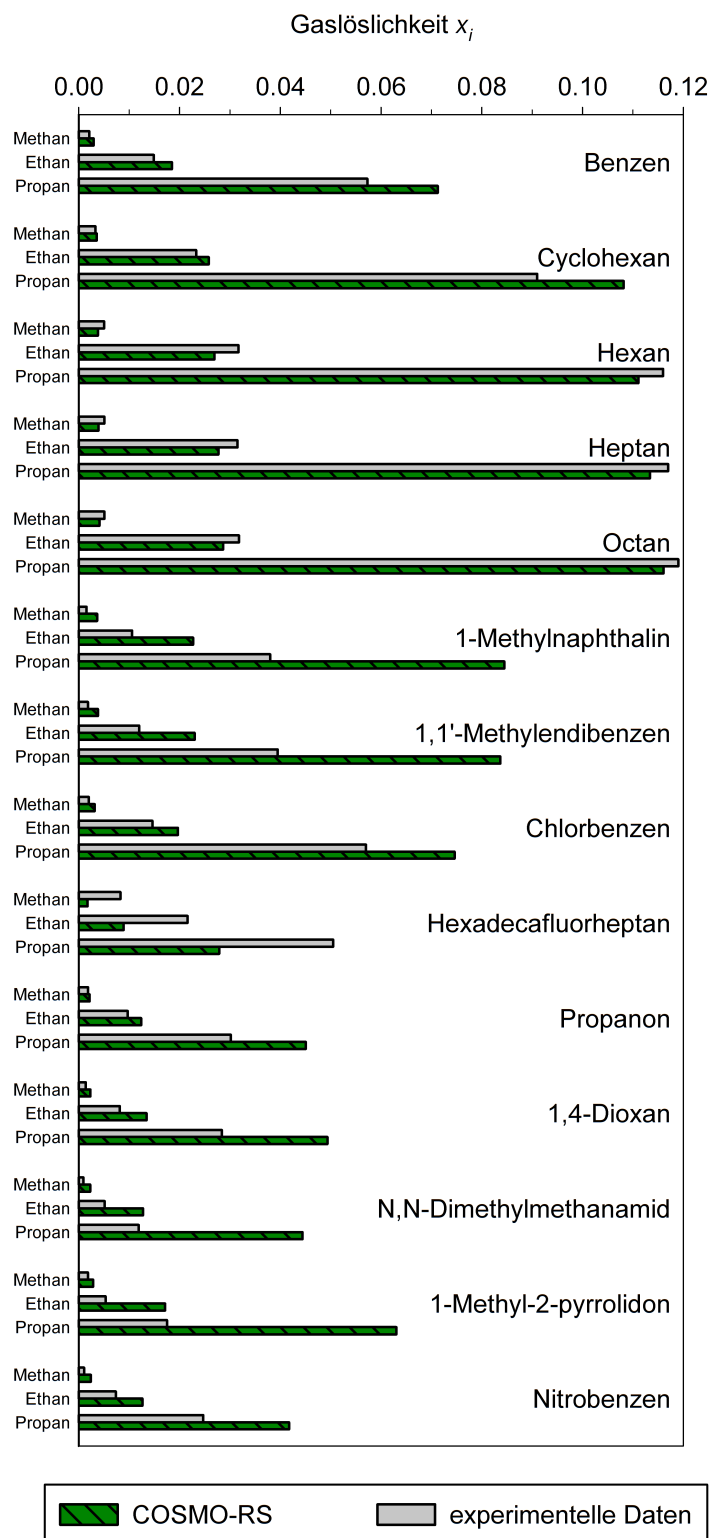 Gaslöslichkeit xi
0.00 0.02 0.04 0.06 0.08 0.10 0.12
Methan
Ethan
Propan
Benzen
Methan
Ethan
Propan
Cyclohexan
Methan
Ethan
Propan
Hexan
Methan
Ethan
Propan
Heptan
Methan
Ethan
Propan
Octan
Methan
Ethan
Propan
1-Methylnaphthalin
Methan
Ethan
Propan
1,1'-Methylendibenzen
Methan
Ethan
Propan
Chlorbenzen
Methan
Ethan
Propan
Hexadecafluorheptan
Methan
Ethan
Propan
Propanon
Methan
Ethan
Propan
1,4-Dioxan
Methan
Ethan
Propan
N,N-Dimethylmethanamid
Methan
Ethan
Propan
1-Methyl-2-pyrrolidon
Methan
Ethan
Propan
Nitrobenzen
COSMO-RS experimentelle Daten